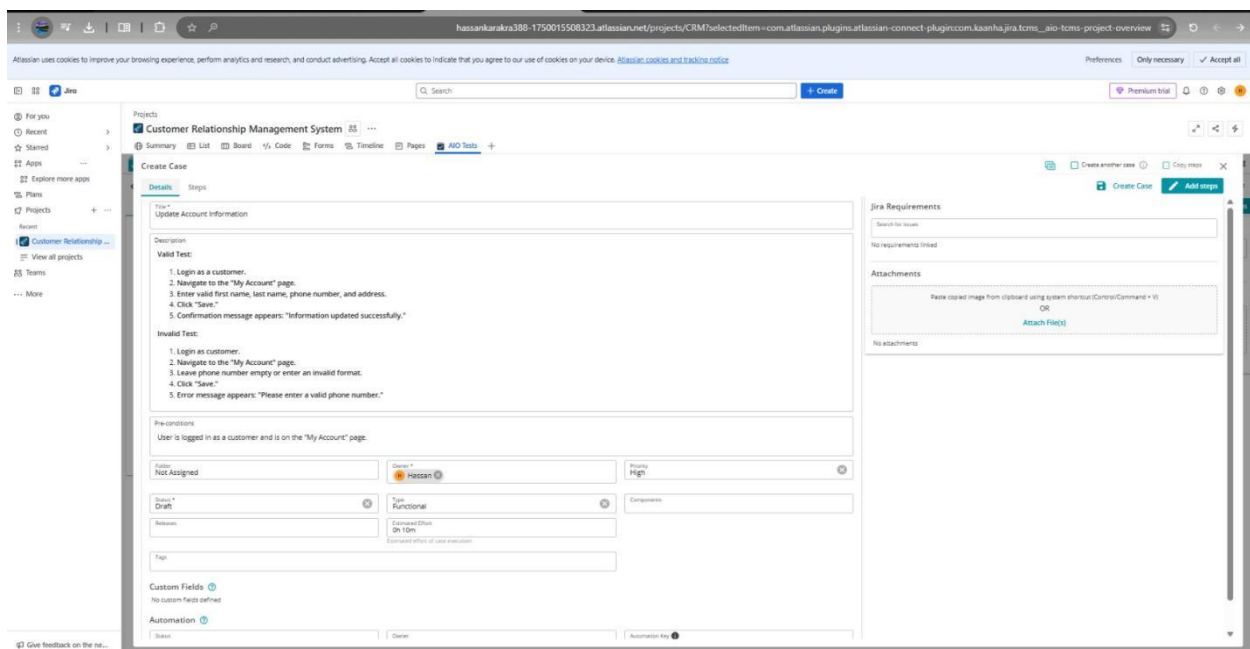 hassankarakra388-1750015508323.atlassian.net/projects/CRM?selectedItem=com.atlassian.plugins.atlassian-connect-plugin:com.kaanha.jira.tcms__aio-tcms-project-overview
Atlassian uses cookies to improve your browsing experience, perform analytics and research, and conduct advertising. Accept all cookies to indicate that you agree to our use of cookies on your device. Atlassian cookies and tracking notice
Preferences Only necessary Accept all
Jira
Search
+ Create
Premium trial
For you
Recent
Starred
Apps
Explore more apps
Plans
Projects
Recent
Customer Relationship ...
View all projects
Teams
More
Give feedback on the ne...
Projects
Customer Relationship Management System
Summary List Board Code Forms Timeline Pages AIO Tests
Create Case
Create another case Copy steps
Details Steps
Create Case Add steps
Title *
Update Account Information
Description
Valid Test:
1. Login as a customer.
2. Navigate to the "My Account" page.
3. Enter valid first name, last name, phone number, and address.
4. Click "Save."
5. Confirmation message appears: "Information updated successfully."
Invalid Test:
1. Login as customer.
2. Navigate to the "My Account" page.
3. Leave phone number empty or enter an invalid format.
4. Click "Save."
5. Error message appears: "Please enter a valid phone number."
Pre-conditions
User is logged in as a customer and is on the "My Account" page.
Folder
Not Assigned
Owner *
H Hassan
Priority
High
Status *
Draft
Type
Functional
Components
Releases
Estimated Effort
0h 10m
Estimated effort of case execution
Tags
Custom Fields
No custom fields defined
Automation
Status
Owner
Automation Key
Jira Requirements
Search for issues
No requirements linked
Attachments
Paste copied image from clipboard using system shortcut (Control/Command + V)
OR
Attach File(s)
No attachments